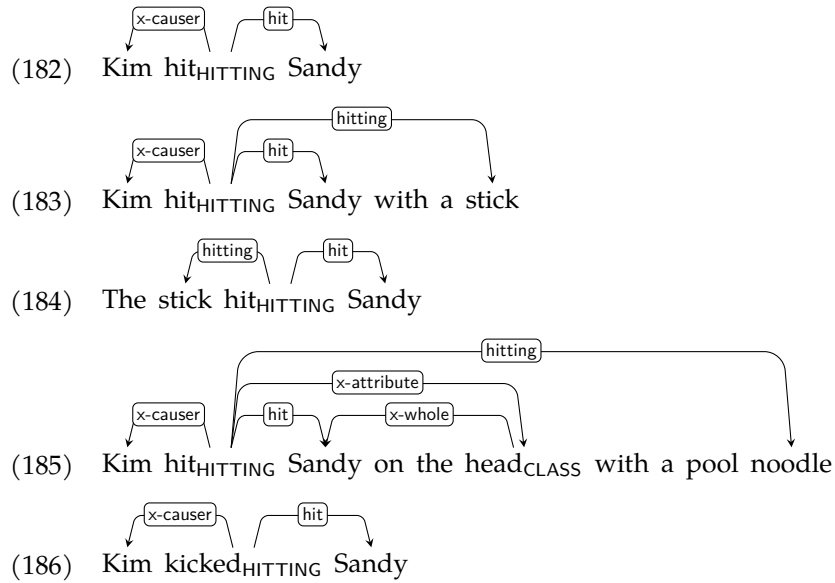 x-causer hit
(182) Kim hitHITTING Sandy
hitting
x-causer hit
(183) Kim hitHITTING Sandy with a stick
hitting hit
(184) The stick hitHITTING Sandy
hitting
x-attribute
x-causer hit x-whole
(185) Kim hitHITTING Sandy on the headCLASS with a pool noodle
x-causer hit
(186) Kim kickedHITTING Sandy